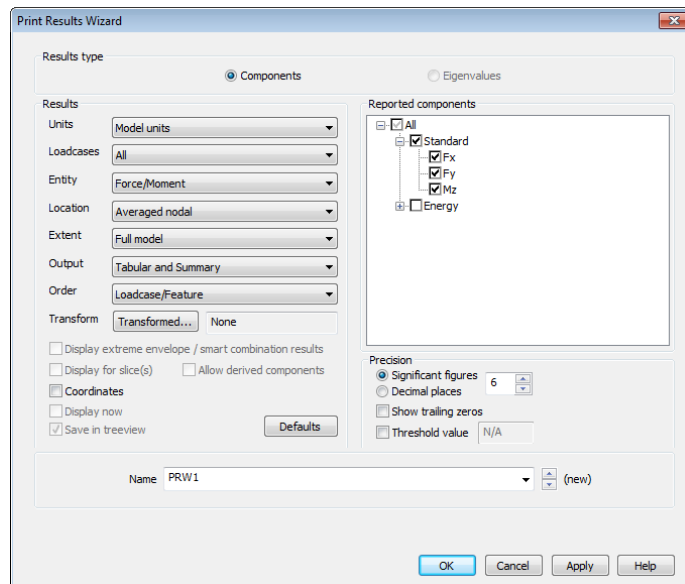 Print Results Wizard
Results type
Components
Eigenvalues
Results
Units
Model units
Loadcases
All
Entity
Force/Moment
Location
Averaged nodal
Extent
Full model
Output
Tabular and Summary
Order
Loadcase/Feature
Transform
Transformed...
None
Display extreme envelope / smart combination results
Display for slice(s)
Allow derived components
Coordinates
Display now
Save in treeview
Defaults
Reported components
All
Standard
Fx
Fy
Mz
Energy
Precision
Significant figures
6
Decimal places
Show trailing zeros
Threshold value
N/A
Name
PRW1
(new)
OK
Cancel
Apply
Help